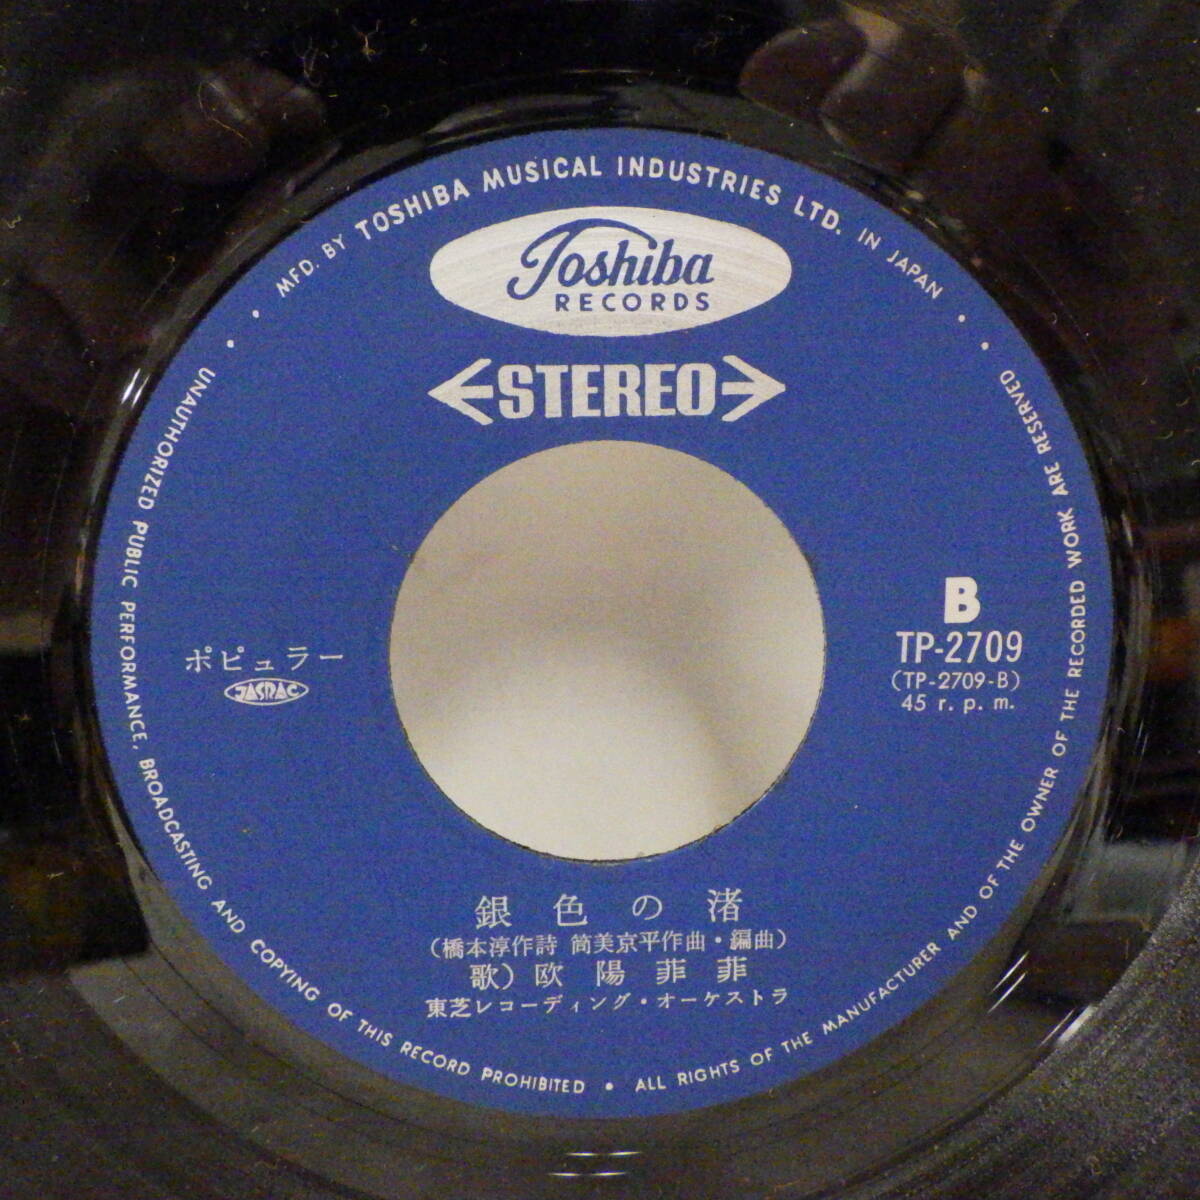 MFD. BY TOSHIBA MUSICAL INDUSTRIES LTD. IN JAPAN
Toshiba
RECORDS
STEREO
B
TP-2709
(TP-2709-B)
45 r.p.m.
ポピュラー
JASRAC
銀色の渚
(橋本淳作詩 筒美京平作曲・編曲)
歌)欧陽菲菲
東芝レコーディング・オーケストラ
UNAUTHORIZED PUBLIC PERFORMANCE, BROADCASTING AND COPYING OF THIS RECORD PROHIBITED • ALL RIGHTS OF THE MANUFACTURER AND OF THE OWNER OF THE RECORDED WORK ARE RESERVED